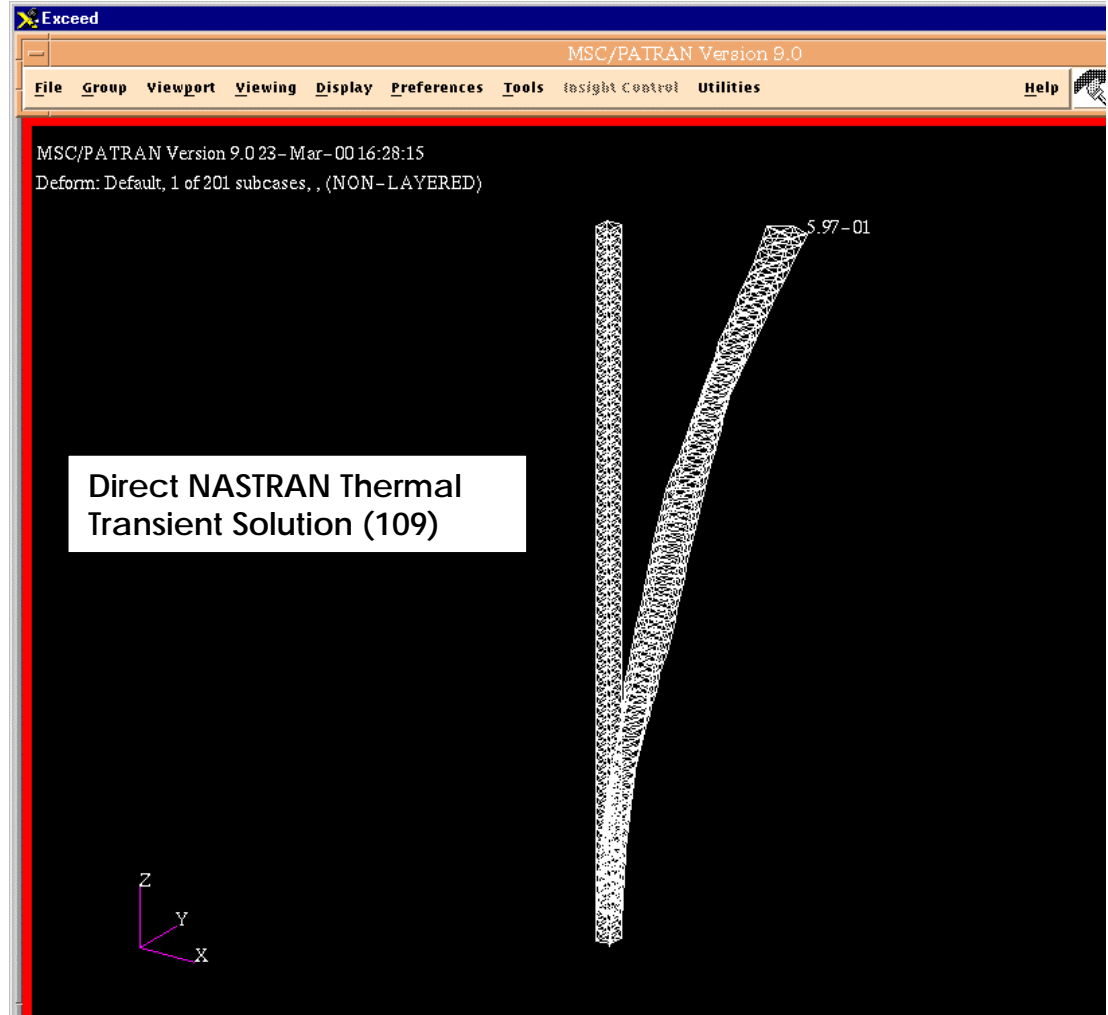 Exceed
MSC/PATRAN Version 9.0
File Group Viewport Viewing Display Preferences Tools Insight Control Utilities Help
MSC/PATRAN Version 9.0 23-Mar-00 16:28:15
Deform: Default, 1 of 201 subcases, , (NON-LAYERED)
5.97-01
Direct NASTRAN Thermal
Transient Solution (109)
Z
Y
X